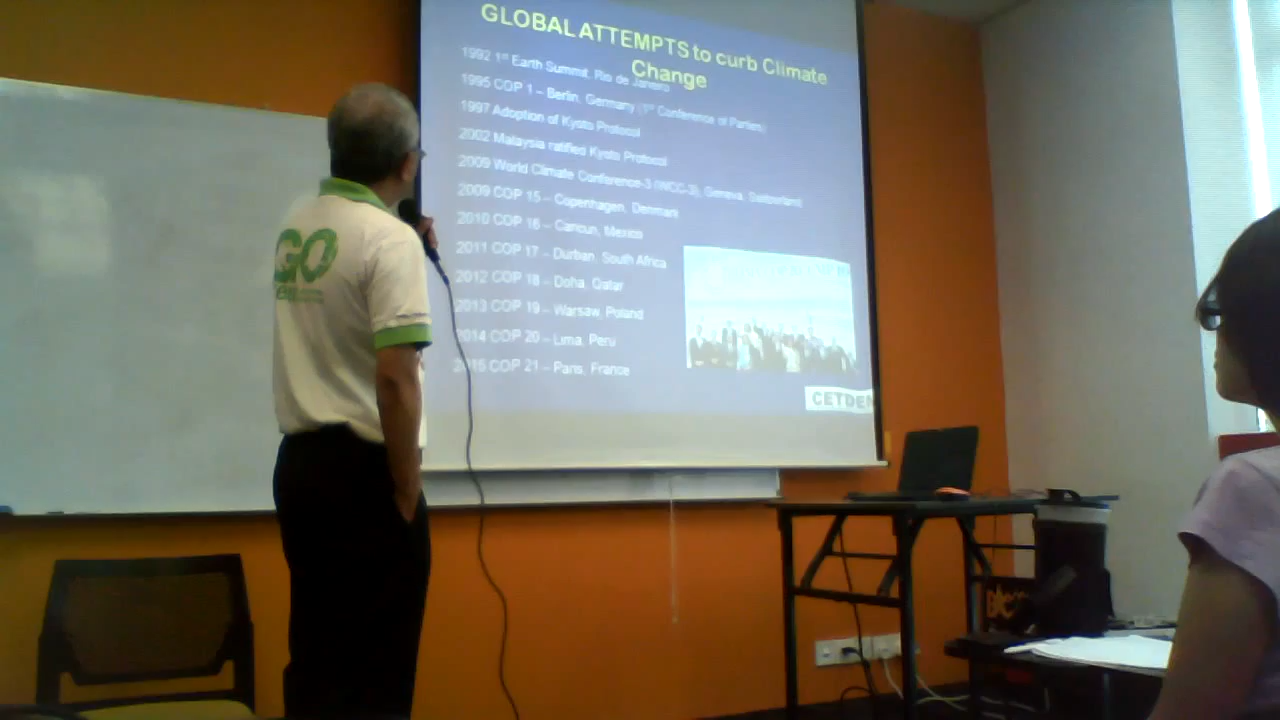 GLOBAL ATTEMPTS to curb Climate
Change
1992 1st Earth Summit, Rio de Janeiro
1995 COP 1 – Berlin, Germany (1st Conference of Parties)
1997 Adoption of Kyoto Protocol
2002 Malaysia ratified Kyoto Protocol
2009 World Climate Conference-3 (WCC-3), Geneva, Switzerland
2009 COP 15 – Copenhagen, Denmark
2010 COP 16 – Cancun, Mexico
2011 COP 17 – Durban, South Africa
2012 COP 18 – Doha, Qatar
2013 COP 19 – Warsaw, Poland
2014 COP 20 – Lima, Peru
2015 COP 21 – Paris, France
CETDEM
GO